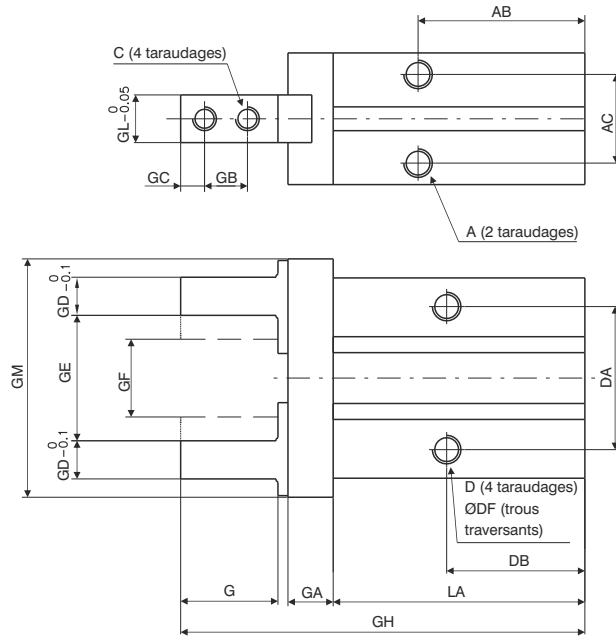 AB
C (4 taraudages)
GL-0.05 0
AC
GC
GB
A (2 taraudages)
GD-0.1 0
GM
GE
GF
DA
GD-0.1 0
D (4 taraudages)
ØDF (trous
traversants)
DB
G
GA
LA
GH